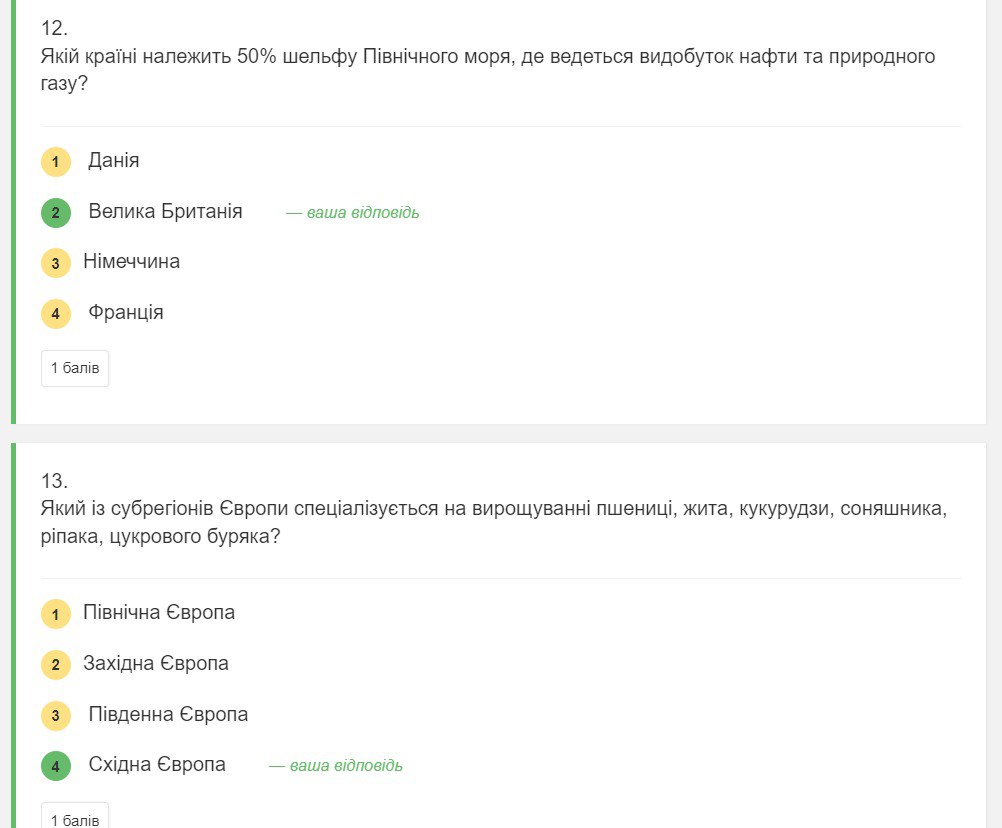 12.
Якій країні належить 50% шельфу Північного моря, де ведеться видобуток нафти та природного
газу?
1 Данія
2 Велика Британія — ваша відповідь
3 Німеччина
4 Франція
1 балів
13.
Який із субрегіонів Європи спеціалізується на вирощуванні пшениці, жита, кукурудзи, соняшника,
ріпака, цукрового буряка?
1 Північна Європа
2 Західна Європа
3 Південна Європа
4 Східна Європа — ваша відповідь
1 балів